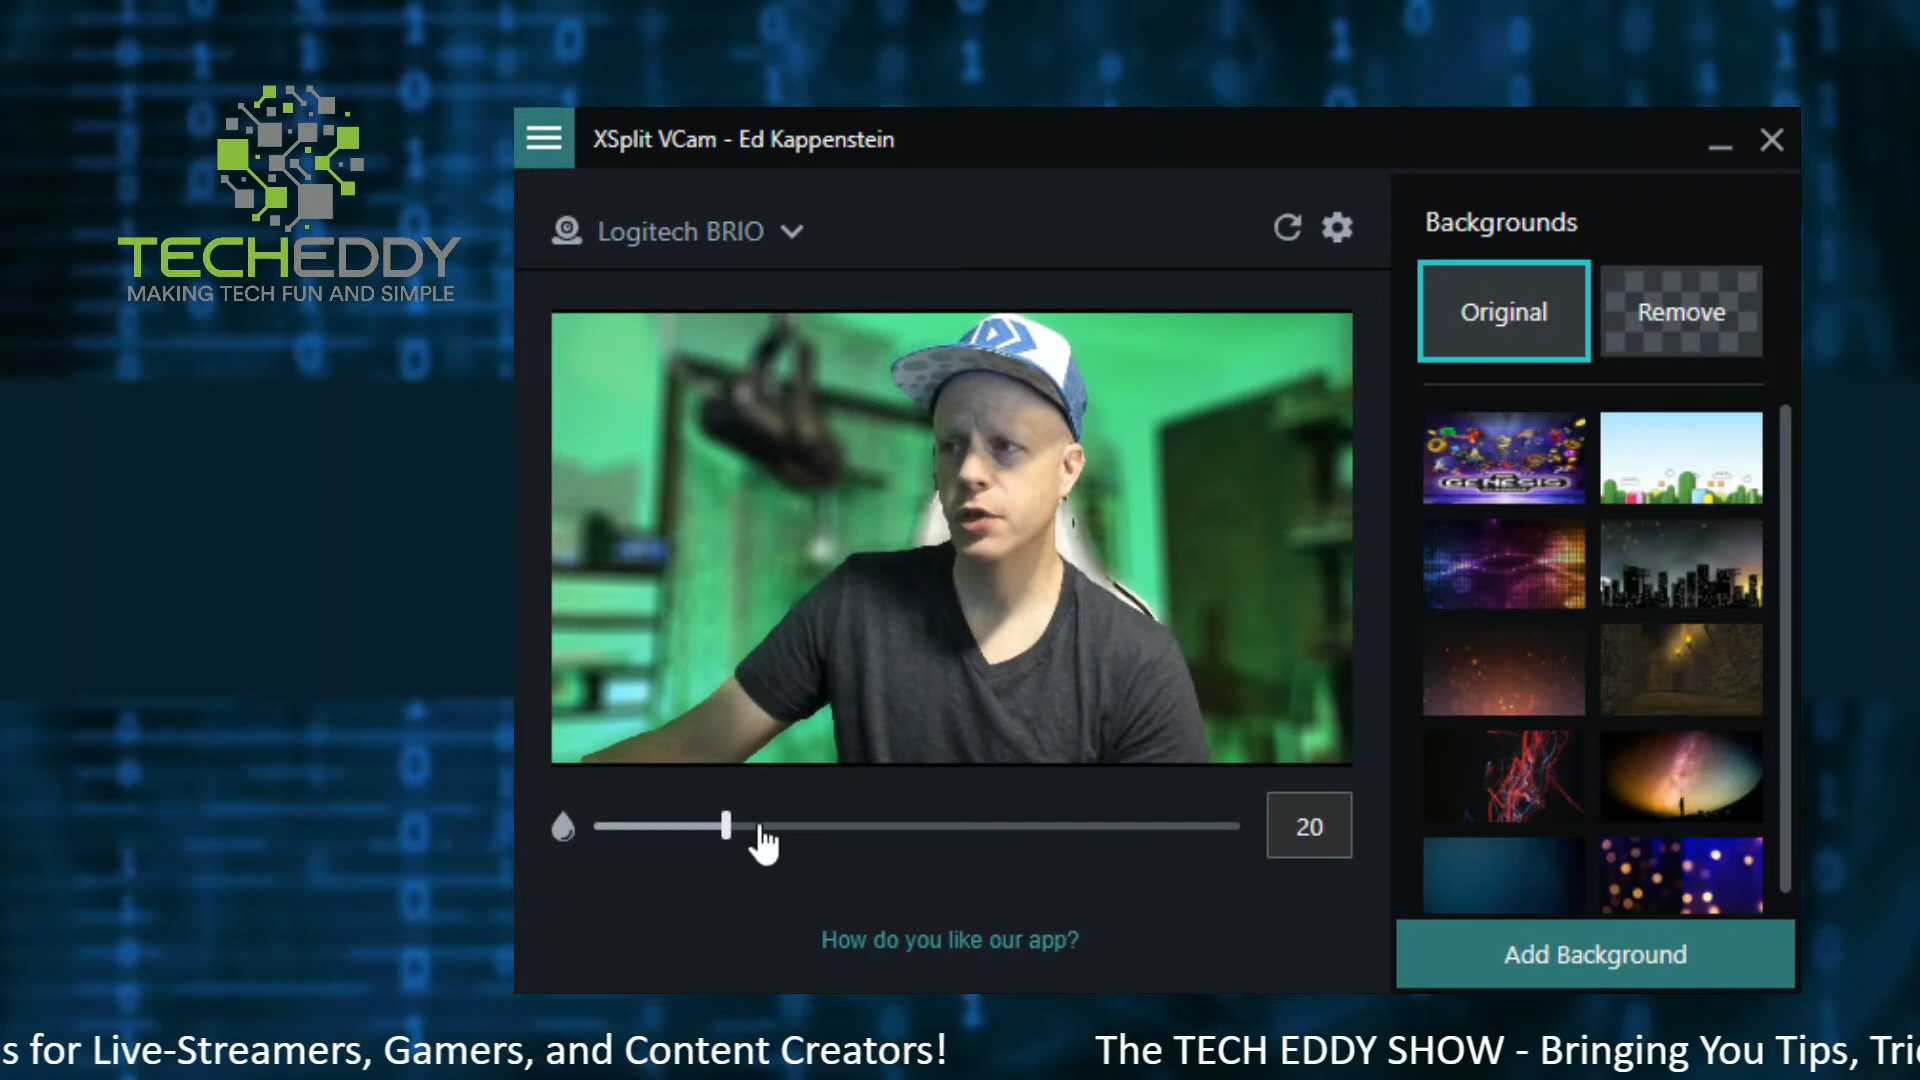 TECHEDDY
MAKING TECH FUN AND SIMPLE
XSplit VCam - Ed Kappenstein
Logitech BRIO
Backgrounds
Original
Remove
GENESIS
20
How do you like our app?
Add Background
s for Live-Streamers, Gamers, and Content Creators!
The TECH EDDY SHOW - Bringing You Tips, Tric